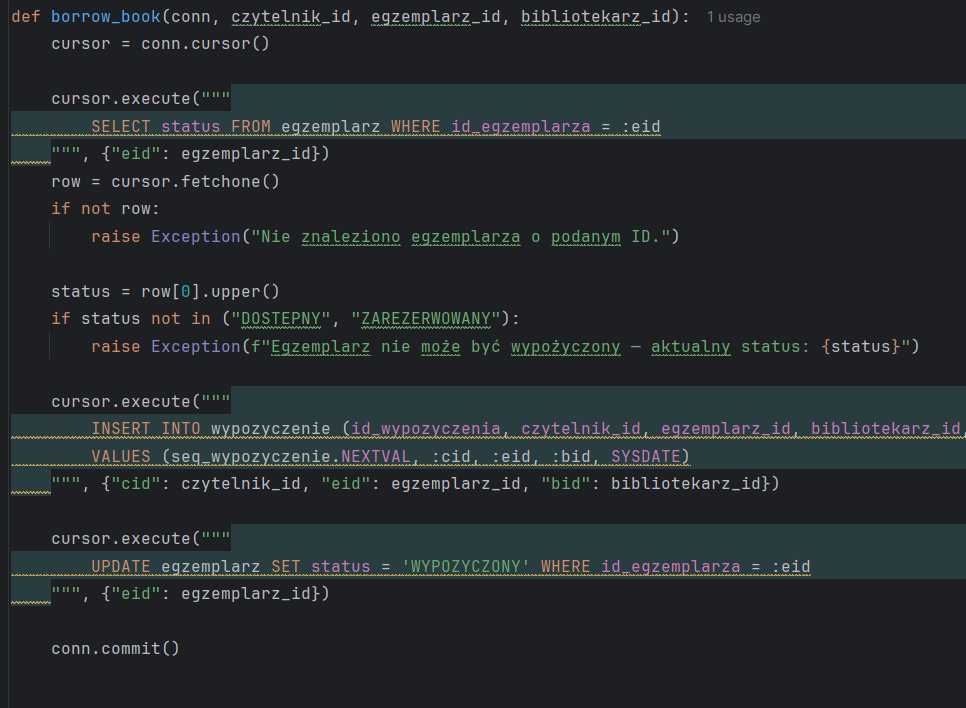 def borrow_book(conn, czytelnik_id, egzemplarz_id, bibliotekarz_id): 1 usage
    cursor = conn.cursor()

    cursor.execute("""
        SELECT status FROM egzemplarz WHERE id_egzemplarza = :eid
    """, {"eid": egzemplarz_id})
    row = cursor.fetchone()
    if not row:
        raise Exception("Nie znaleziono egzemplarza o podanym ID.")

    status = row[0].upper()
    if status not in ("DOSTEPNY", "ZAREZERWOWANY"):
        raise Exception(f"Egzemplarz nie może być wypożyczony – aktualny status: {status}")

    cursor.execute("""
        INSERT INTO wypozyczenie (id_wypozyczenia, czytelnik_id, egzemplarz_id, bibliotekarz_id,
        VALUES (seq_wypozyczenie.NEXTVAL, :cid, :eid, :bid, SYSDATE)
    """, {"cid": czytelnik_id, "eid": egzemplarz_id, "bid": bibliotekarz_id})

    cursor.execute("""
        UPDATE egzemplarz SET status = 'WYPOZYCZONY' WHERE id_egzemplarza = :eid
    """, {"eid": egzemplarz_id})

    conn.commit()